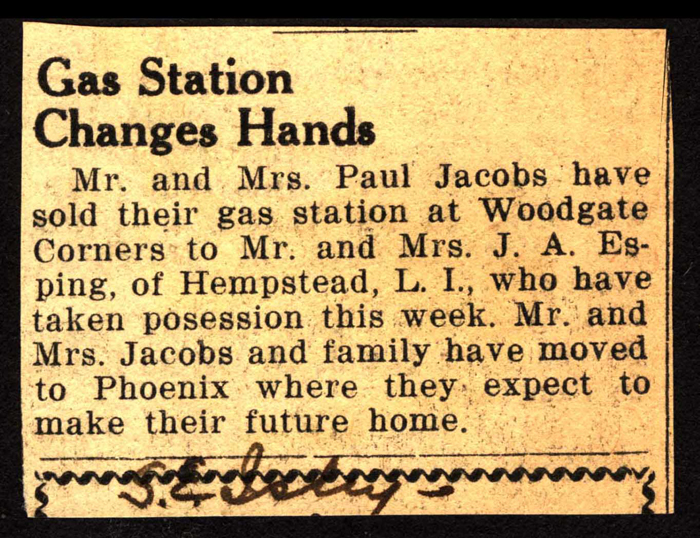 Gas Station
Changes Hands
Mr. and Mrs. Paul Jacobs have
sold their gas station at Woodgate
Corners to Mr. and Mrs. J. A. Es-
ping, of Hempstead, L. I., who have
taken posession this week. Mr. and
Mrs. Jacobs and family have moved
to Phoenix where they expect to
make their future home.